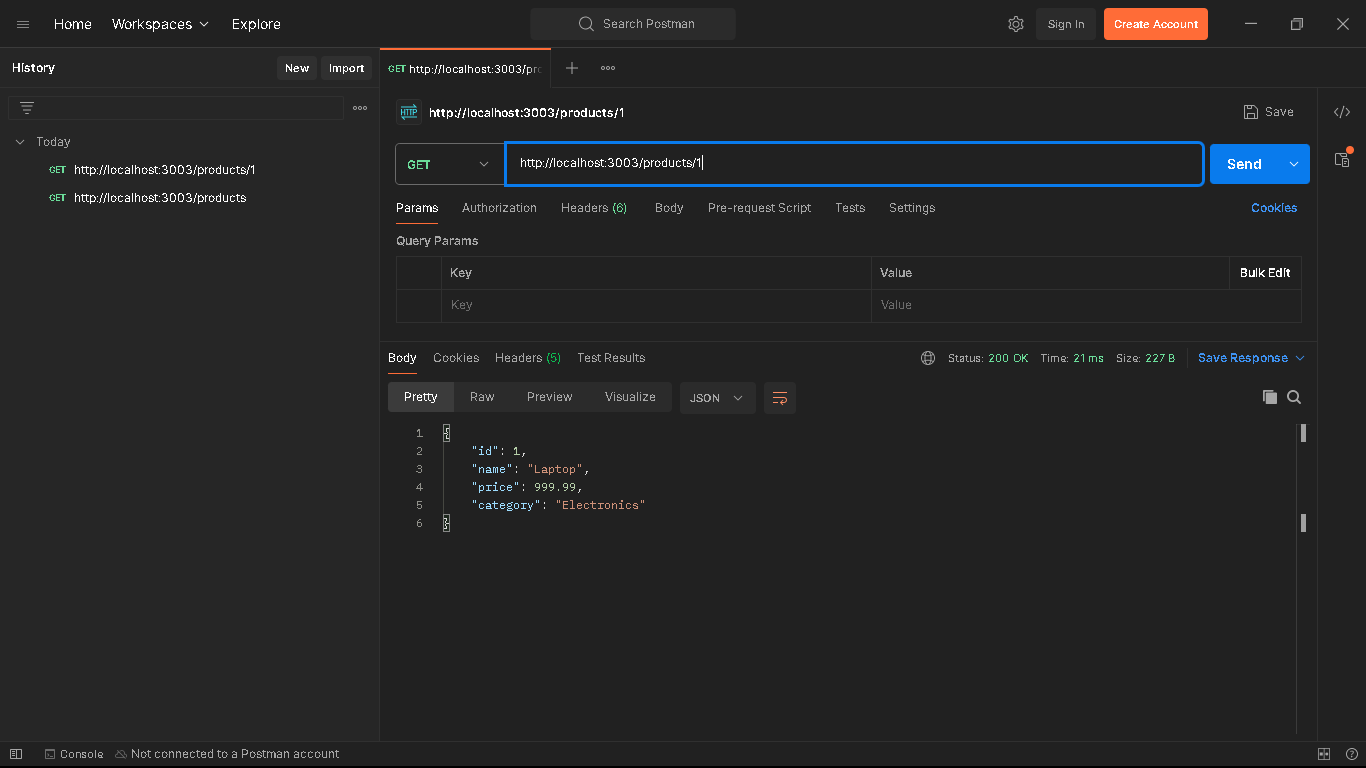 Home Workspaces Explore Search Postman Sign In Create Account
History New Import GET http://localhost:3003/pr
HTTP http://localhost:3003/products/1 Save
Today
GET http://localhost:3003/products/1
GET http://localhost:3003/products
GET http://localhost:3003/products/1 Send
Params Authorization Headers (6) Body Pre-request Script Tests Settings Cookies
Query Params
Key Value Bulk Edit
Key Value
Body Cookies Headers (5) Test Results Status: 200 OK Time: 21 ms Size: 227 B Save Response
Pretty Raw Preview Visualize JSON
1 {
2 "id": 1,
3 "name": "Laptop",
4 "price": 999.99,
5 "category": "Electronics"
6 }
Console Not connected to a Postman account